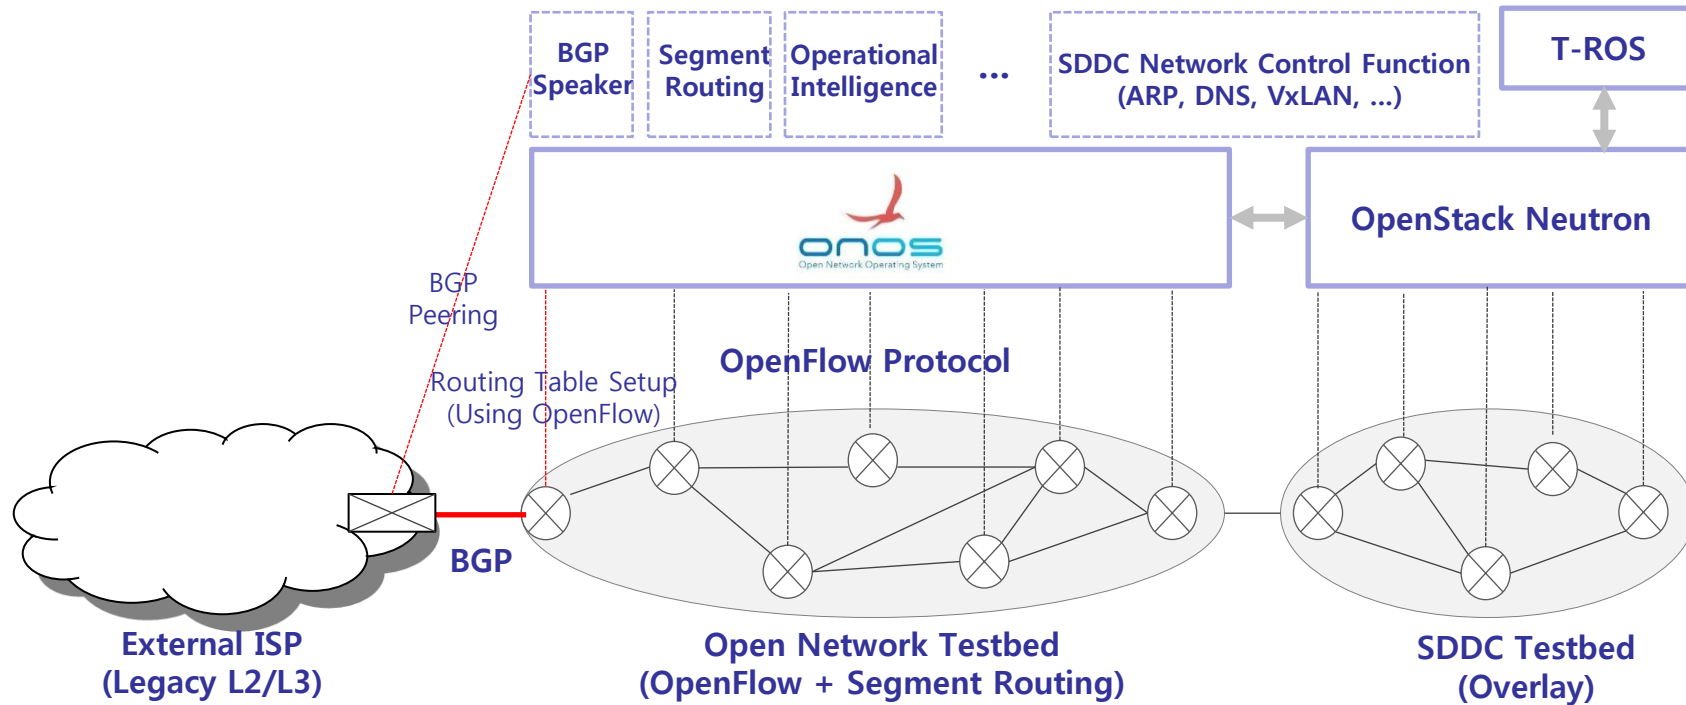 BGP
Speaker
Segment
Routing
Operational
Intelligence
...
SDDC Network Control Function
(ARP, DNS, VxLAN, ...)
T-ROS
onos
Open Network Operating System
OpenStack Neutron
BGP
Peering
OpenFlow Protocol
Routing Table Setup
(Using OpenFlow)
BGP
External ISP
(Legacy L2/L3)
Open Network Testbed
(OpenFlow + Segment Routing)
SDDC Testbed
(Overlay)